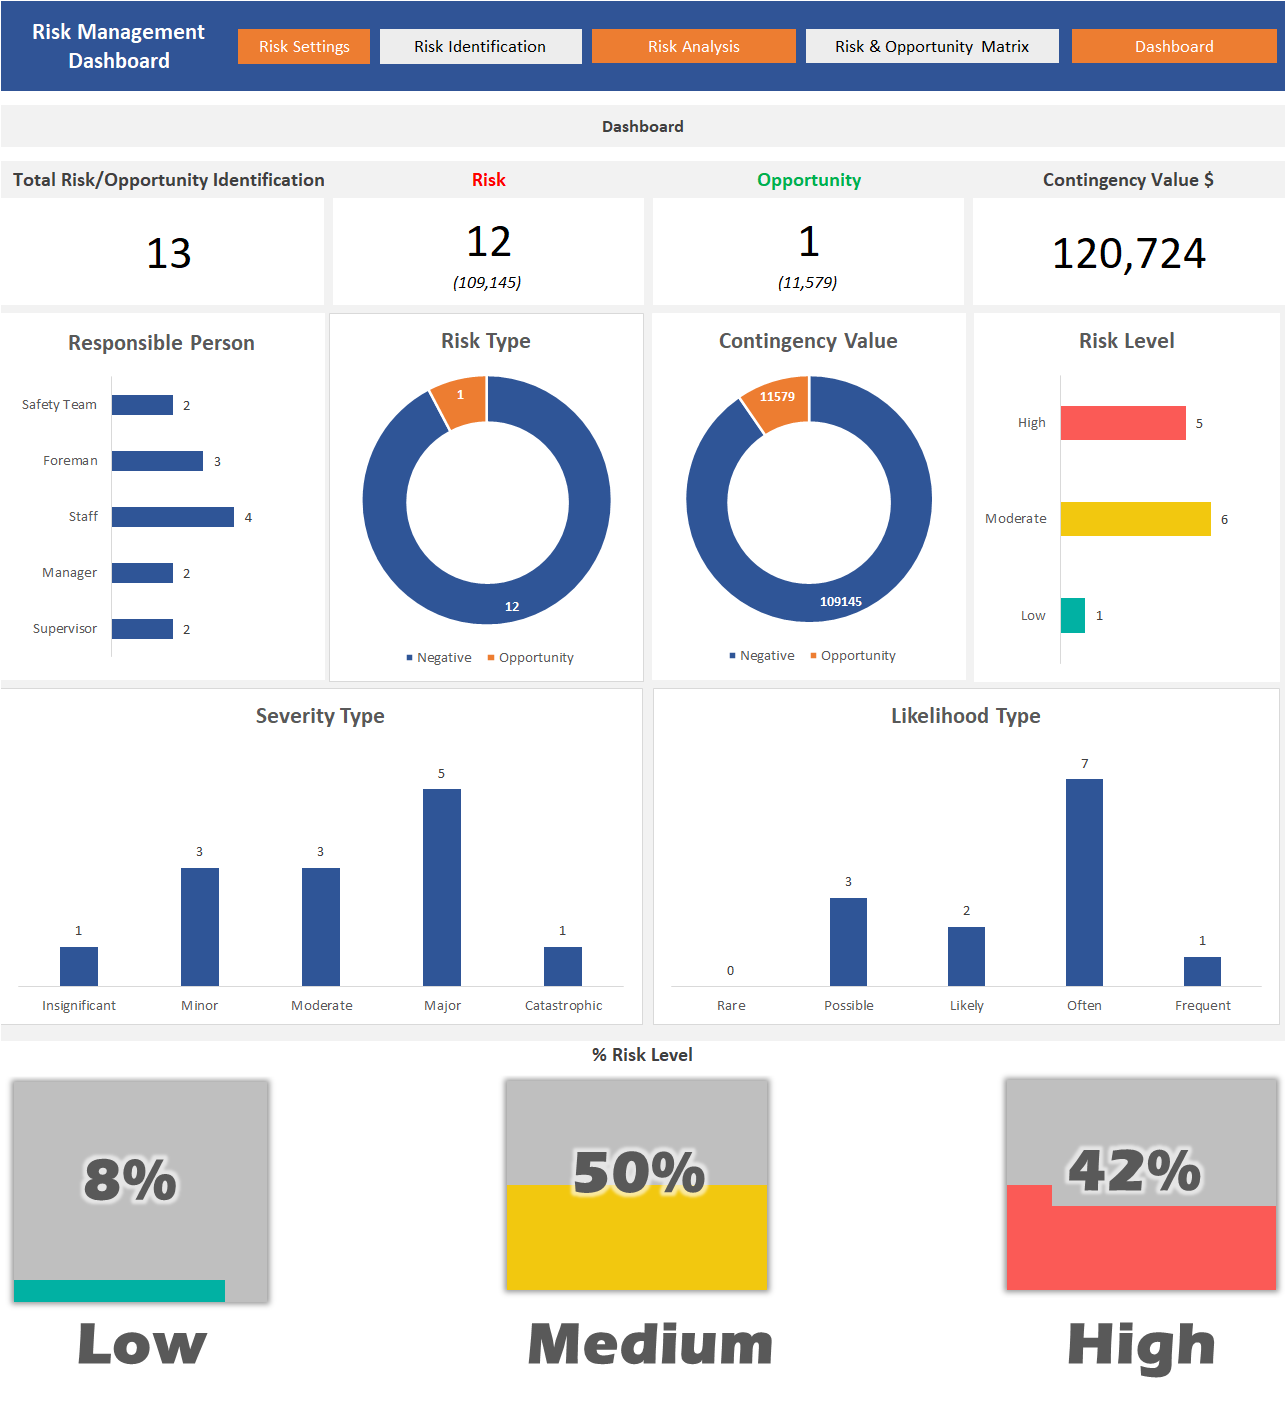 Risk Management
Dashboard
Risk Settings
Risk Identification
Risk Analysis
Risk & Opportunity Matrix
Dashboard
Dashboard
Total Risk/Opportunity Identification
Risk
Opportunity
Contingency Value $
13
12
(109,145)
1
(11,579)
120,724
Responsible Person
Safety Team 2
Foreman 3
Staff 4
Manager 2
Supervisor 2
Risk Type
1
12
Negative Opportunity
Contingency Value
11579
109145
Negative Opportunity
Risk Level
High 5
Moderate 6
Low 1
Severity Type
1 3 3 5 1
Insignificant Minor Moderate Major Catastrophic
Likelihood Type
0 3 2 7 1
Rare Possible Likely Often Frequent
% Risk Level
8% 50% 42%
Low Medium High